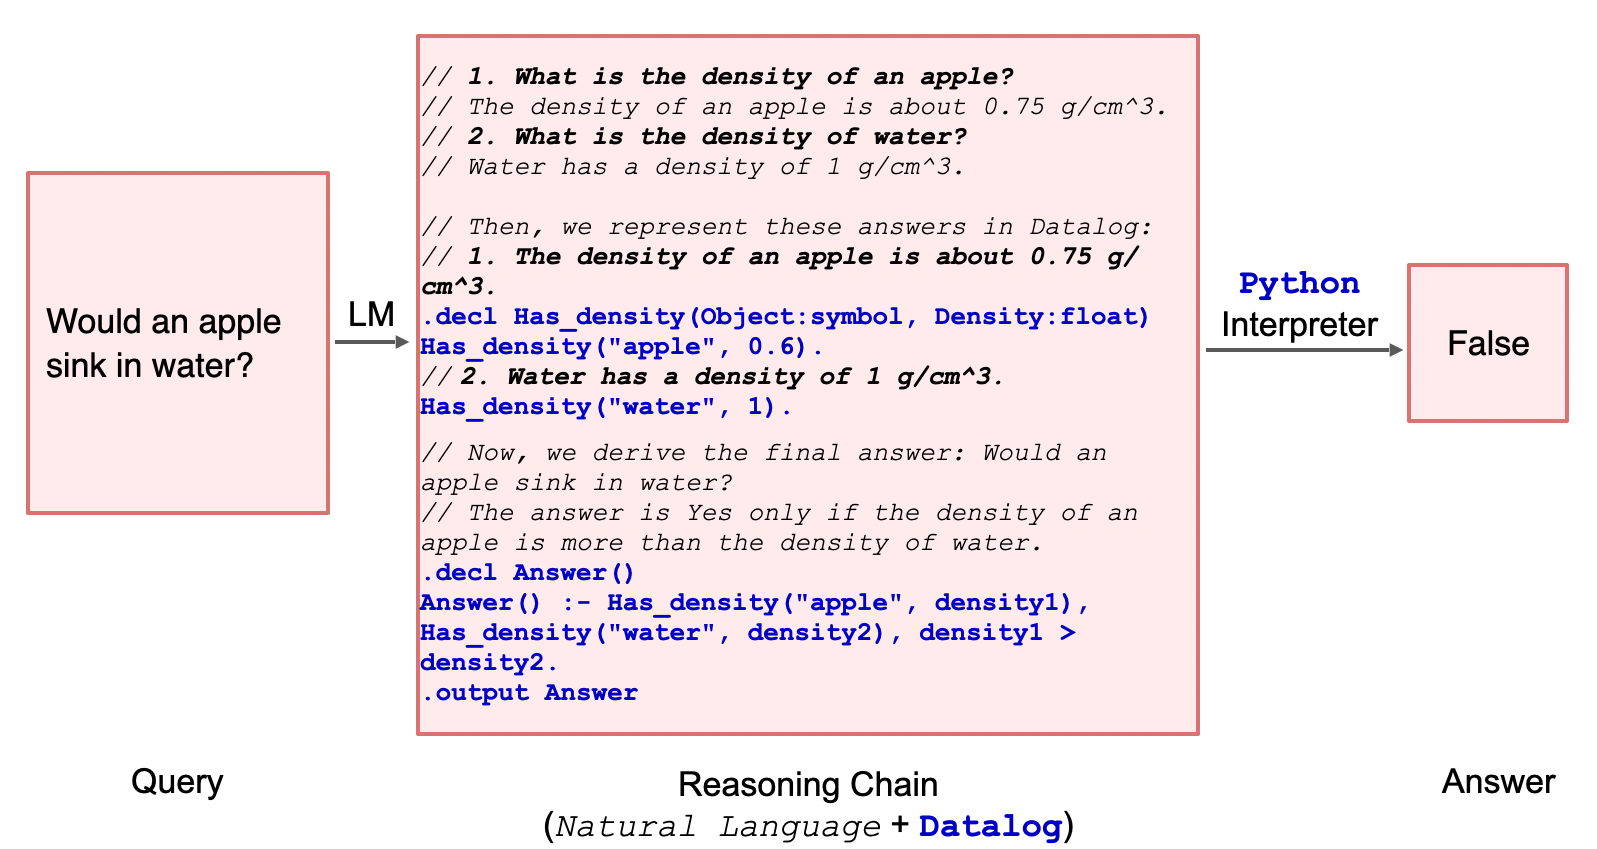 Would an apple
sink in water?
LM
// 1. What is the density of an apple?
// The density of an apple is about 0.75 g/cm^3.
// 2. What is the density of water?
// Water has a density of 1 g/cm^3.
// Then, we represent these answers in Datalog:
// 1. The density of an apple is about 0.75 g/
cm^3.
.decl Has_density(Object:symbol, Density:float)
Has_density("apple", 0.6).
// 2. Water has a density of 1 g/cm^3.
Has_density("water", 1).
// Now, we derive the final answer: Would an
apple sink in water?
// The answer is Yes only if the density of an
apple is more than the density of water.
.decl Answer()
Answer() :- Has_density("apple", density1),
Has_density("water", density2), density1 >
density2.
.output Answer
Python
Interpreter
False
Query
Reasoning Chain
(Natural Language + Datalog)
Answer